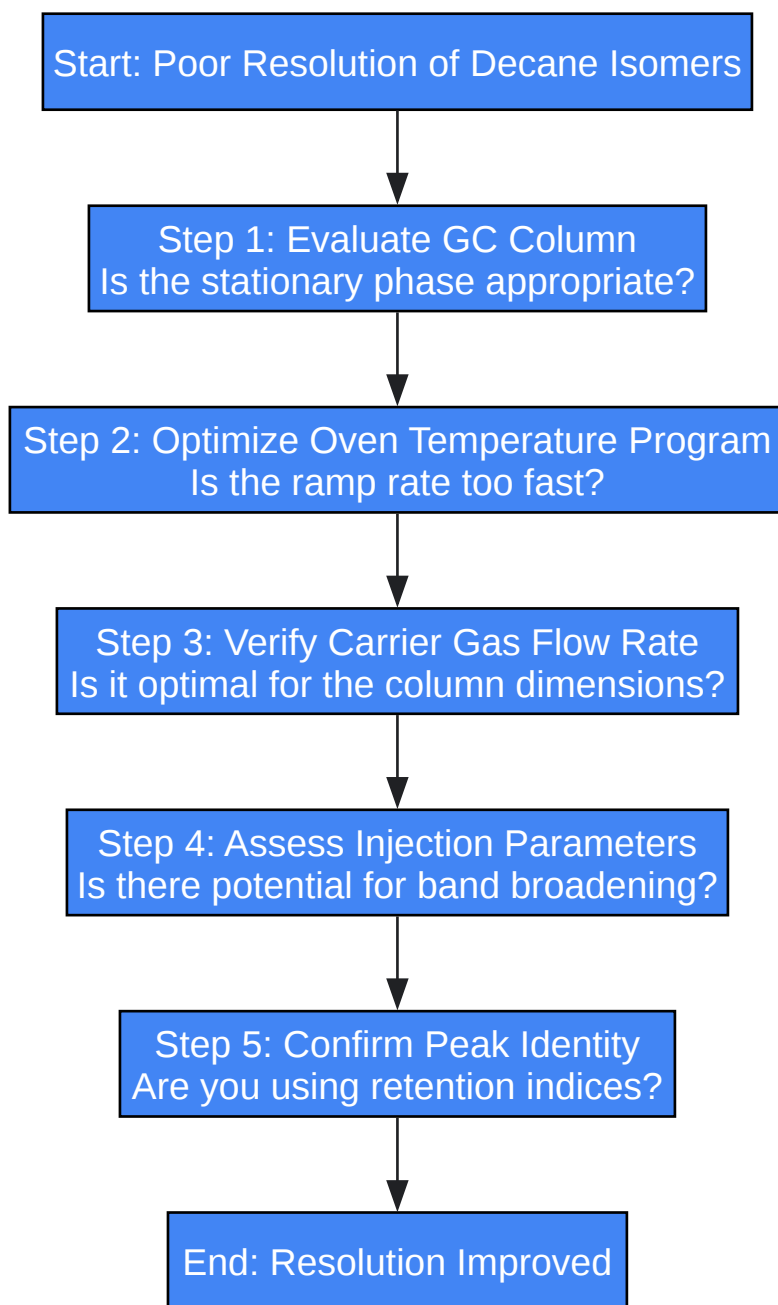 Start: Poor Resolution of Decane Isomers
Step 1: Evaluate GC Column
Is the stationary phase appropriate?
Step 2: Optimize Oven Temperature Program
Is the ramp rate too fast?
Step 3: Verify Carrier Gas Flow Rate
Is it optimal for the column dimensions?
Step 4: Assess Injection Parameters
Is there potential for band broadening?
Step 5: Confirm Peak Identity
Are you using retention indices?
End: Resolution Improved